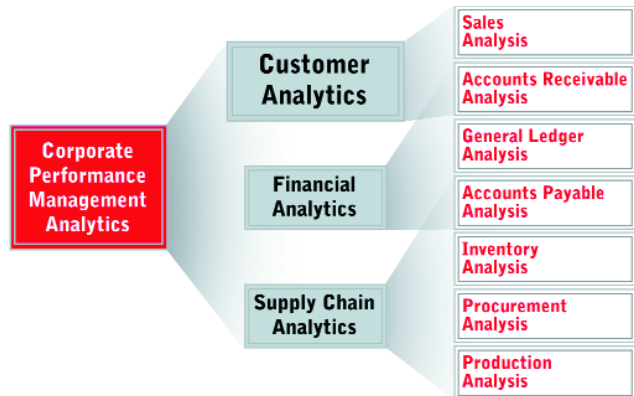 Corporate
Performance
Management
Analytics
Customer
Analytics
Financial
Analytics
Supply Chain
Analytics
Sales
Analysis
Accounts Receivable
Analysis
General Ledger
Analysis
Accounts Payable
Analysis
Inventory
Analysis
Procurement
Analysis
Production
Analysis